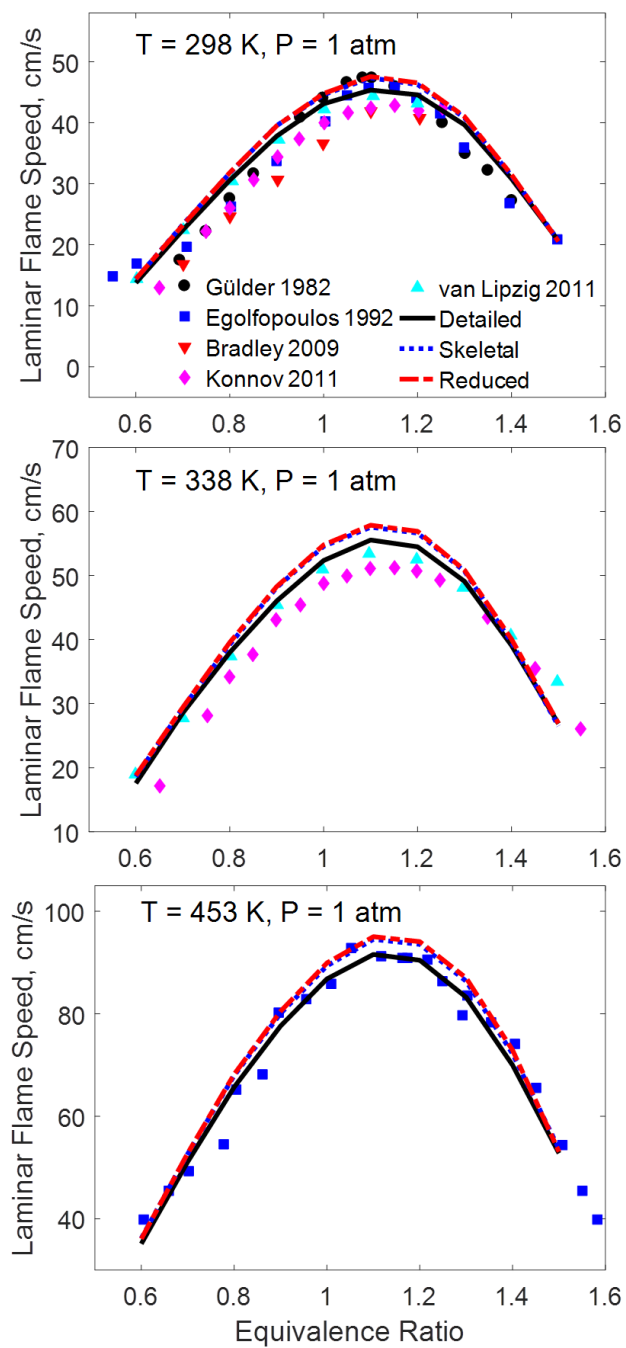 T = 298 K, P = 1 atm
Laminar Flame Speed, cm/s
50
40
30
20
10
0
Gülder 1982
Egolfopoulos 1992
Bradley 2009
Konnov 2011
van Lipzig 2011
Detailed
Skeletal
Reduced
0.6 0.8 1 1.2 1.4 1.6
T = 338 K, P = 1 atm
Laminar Flame Speed, cm/s
70
60
50
40
30
20
10
0.6 0.8 1 1.2 1.4 1.6
T = 453 K, P = 1 atm
Laminar Flame Speed, cm/s
100
80
60
40
0.6 0.8 1 1.2 1.4 1.6
Equivalence Ratio